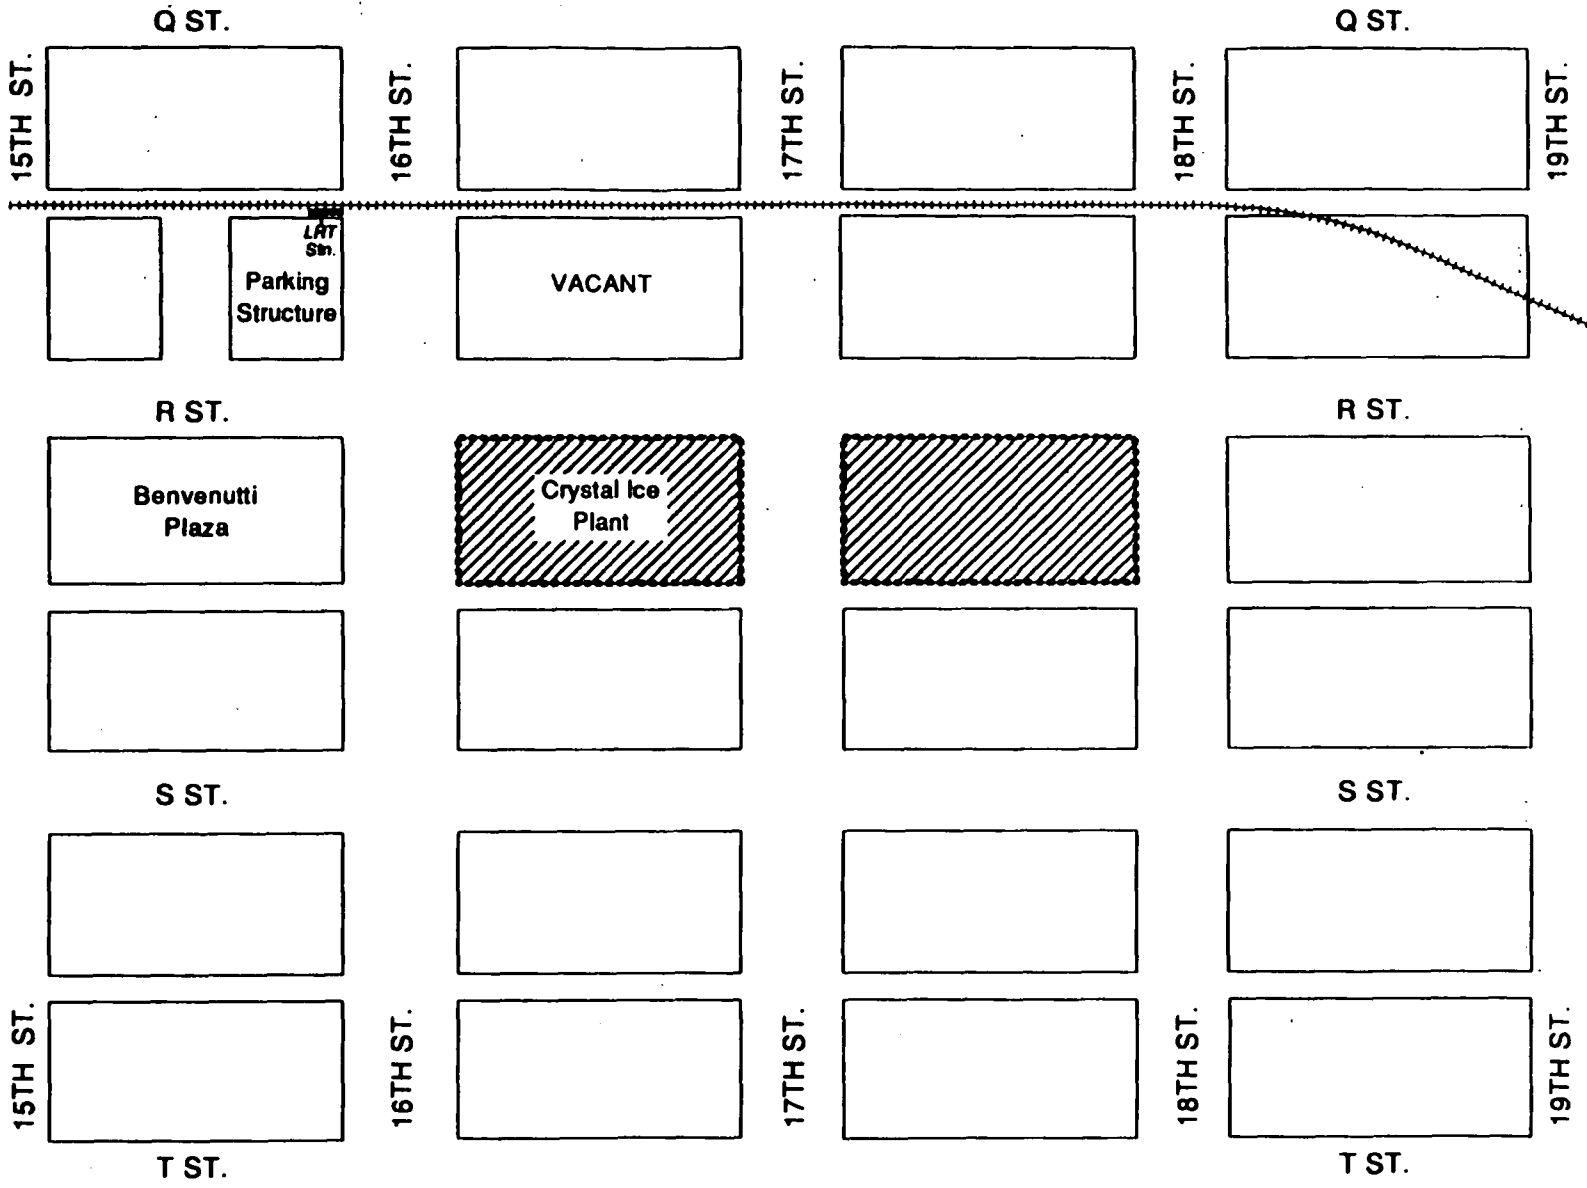 Q ST.
Q ST.
15TH ST.
16TH ST.
17TH ST.
18TH ST.
19TH ST.
LRT
Stn.
Parking
Structure
VACANT
R ST.
R ST.
Benvenutti
Plaza
Crystal Ice
Plant
S ST.
S ST.
15TH ST.
16TH ST.
17TH ST.
18TH ST.
19TH ST.
T ST.
T ST.